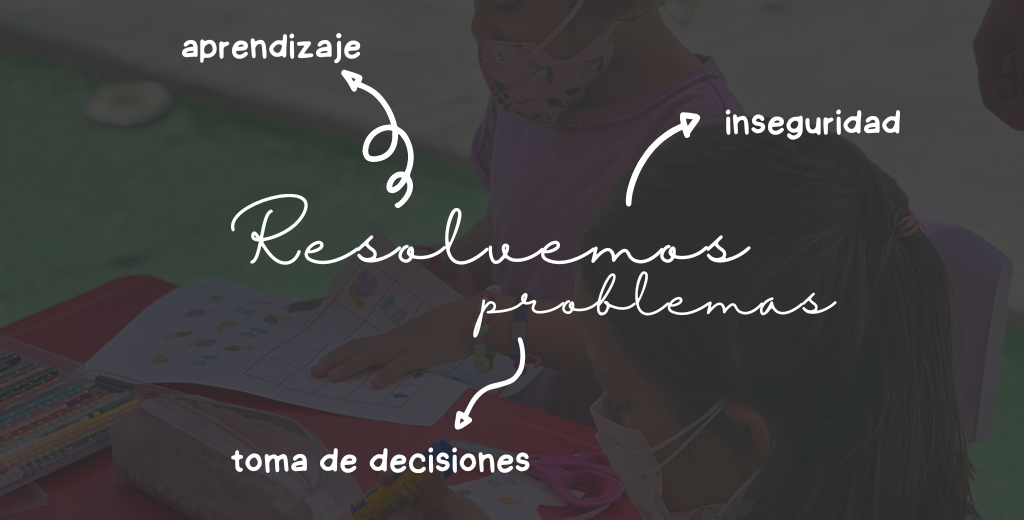 aprendizaje
inseguridad
Resolvemos
problemas
toma de decisiones